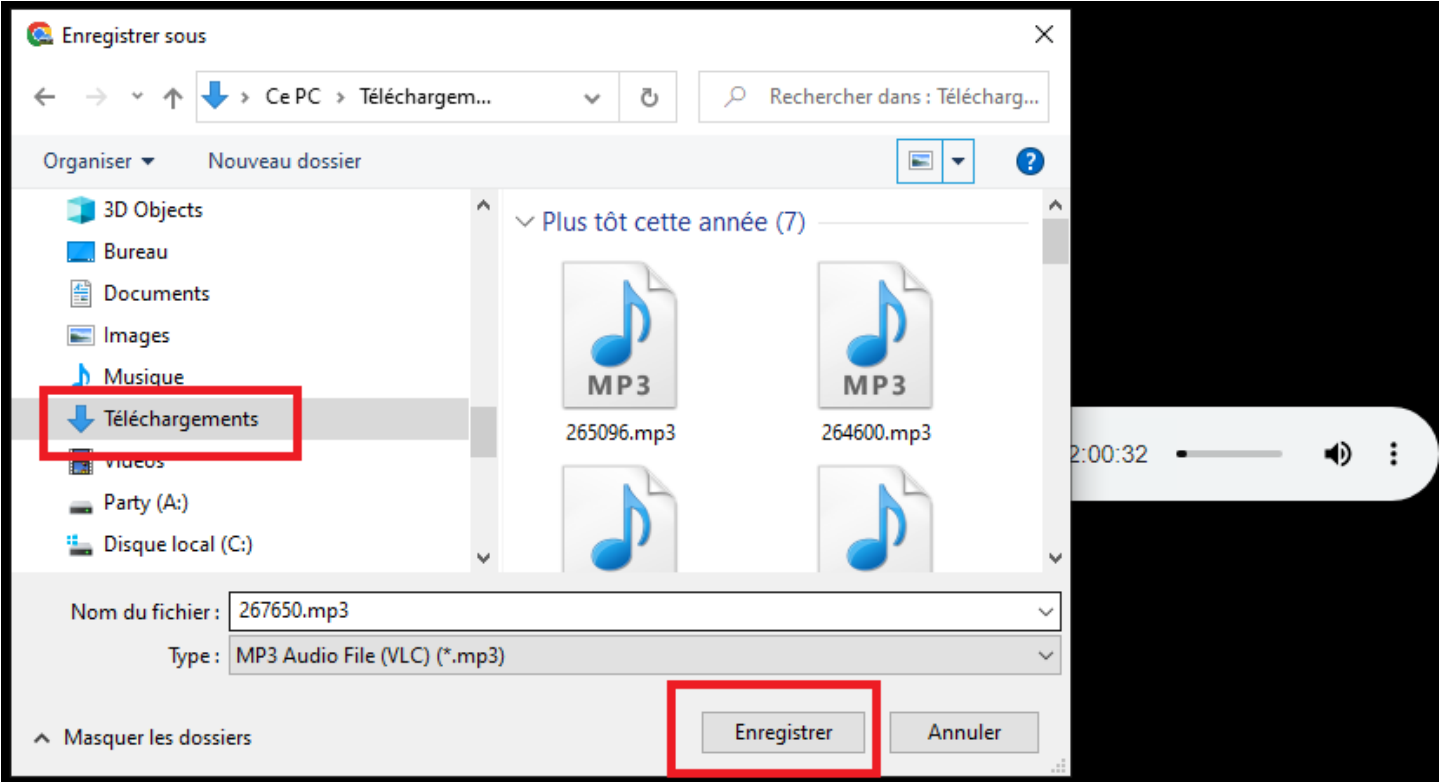 Enregistrer sous
Ce PC > Téléchargem...
Rechercher dans : Télécharg...
Organiser
Nouveau dossier
3D Objects
Bureau
Documents
Images
Musique
Téléchargements
Vidéos
Party (A:)
Disque local (C:)
Plus tôt cette année (7)
MP3 MP3
265096.mp3 264600.mp3
2:00:32
Nom du fichier : 267650.mp3
Type : MP3 Audio File (VLC) (*.mp3)
Masquer les dossiers
Enregistrer
Annuler